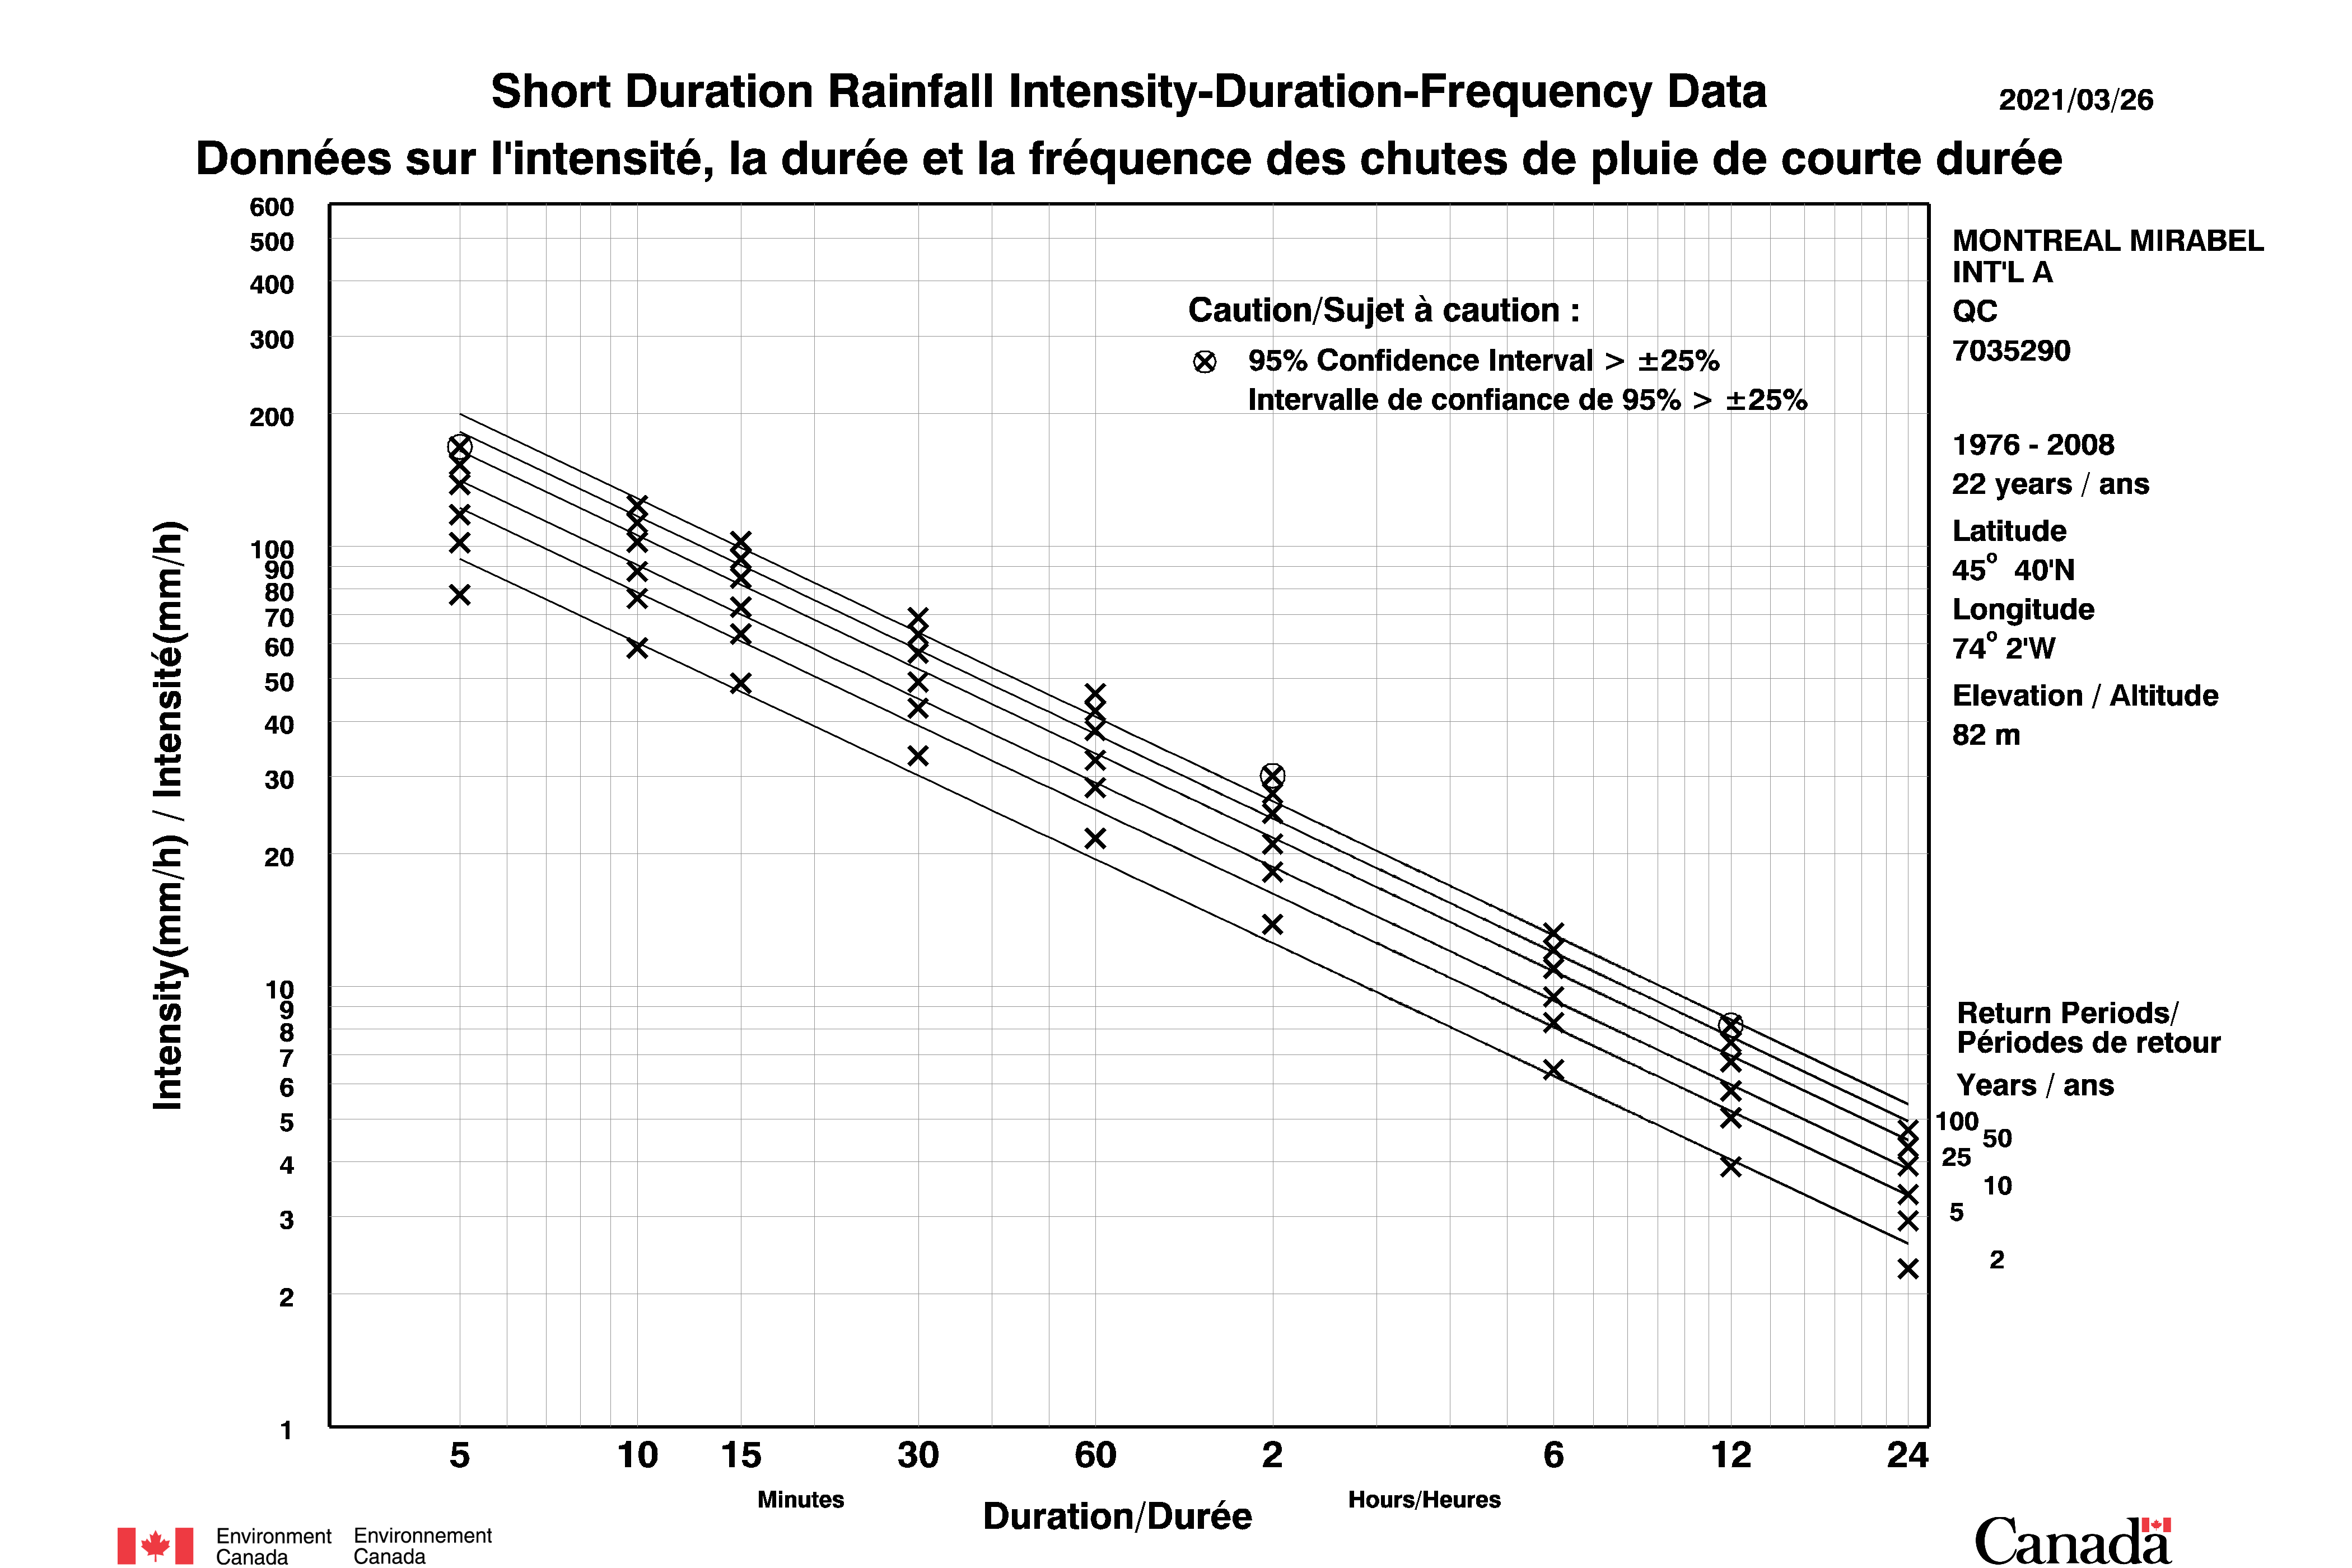 Short Duration Rainfall Intensity-Duration-Frequency Data
2021/03/26
Données sur l'intensité, la durée et la fréquence des chutes de pluie de courte durée
600
500
400
300
200
100
90
80
70
60
50
40
30
20
10
9
8
7
6
5
4
3
2
1
Intensity(mm/h) / Intensité(mm/h)
Caution/Sujet à caution :
95% Confidence Interval > ±25%
Intervalle de confiance de 95% > ±25%
MONTREAL MIRABEL
INT'L A
QC
7035290
1976 - 2008
22 years / ans
Latitude
45° 40'N
Longitude
74° 2'W
Elevation / Altitude
82 m
Return Periods/
Périodes de retour
Years / ans
100
50
25
10
5
2
5 10 15 30 60 2 6 12 24
Minutes
Hours/Heures
Duration/Durée
Environment Environnement
Canada Canada
Canada